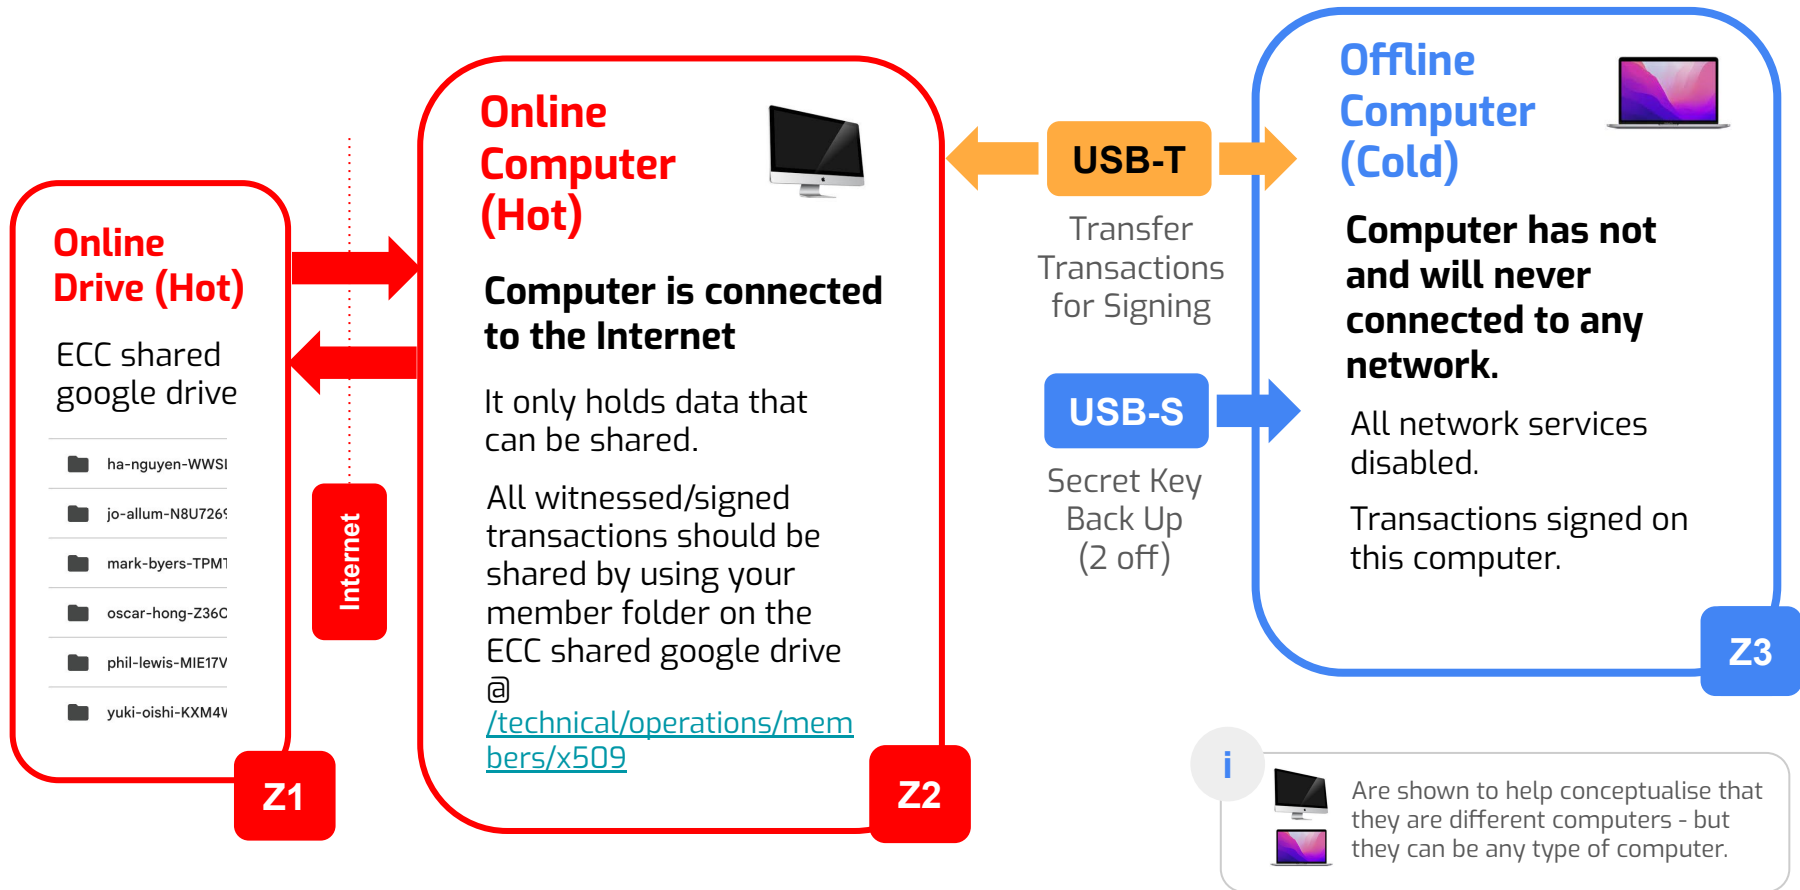 Online
Drive (Hot)
ECC shared
google drive
ha-nguyen-WWSI
jo-allum-N8U726
mark-byers-TPM
oscar-hong-Z36
phil-lewis-MIE17
yuki-oishi-KXM4
Z1
Internet
Online
Computer
(Hot)
Computer is connected
to the Internet
It only holds data that
can be shared.
All witnessed/signed
transactions should be
shared by using your
member folder on the
ECC shared google drive
@
/technical/operations/mem
bers/x509
Z2
USB-T
Transfer
Transactions
for Signing
USB-S
Secret Key
Back Up
(2 off)
Offline
Computer
(Cold)
Computer has not
and will never
connected to any
network.
All network services
disabled.
Transactions signed on
this computer.
Z3
i
Are shown to help conceptualise that
they are different computers - but
they can be any type of computer.